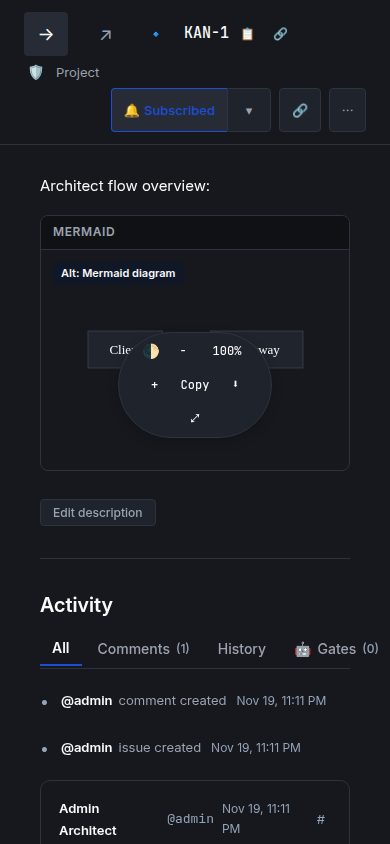 KAN-1
Project
Subscribed
Architect flow overview:
MERMAID
Alt: Mermaid diagram
- 100%
+ Copy
Edit description
Activity
All Comments (1) History Gates (0)
@admin comment created Nov 19, 11:11 PM
@admin issue created Nov 19, 11:11 PM
Admin Architect @admin Nov 19, 11:11 PM #